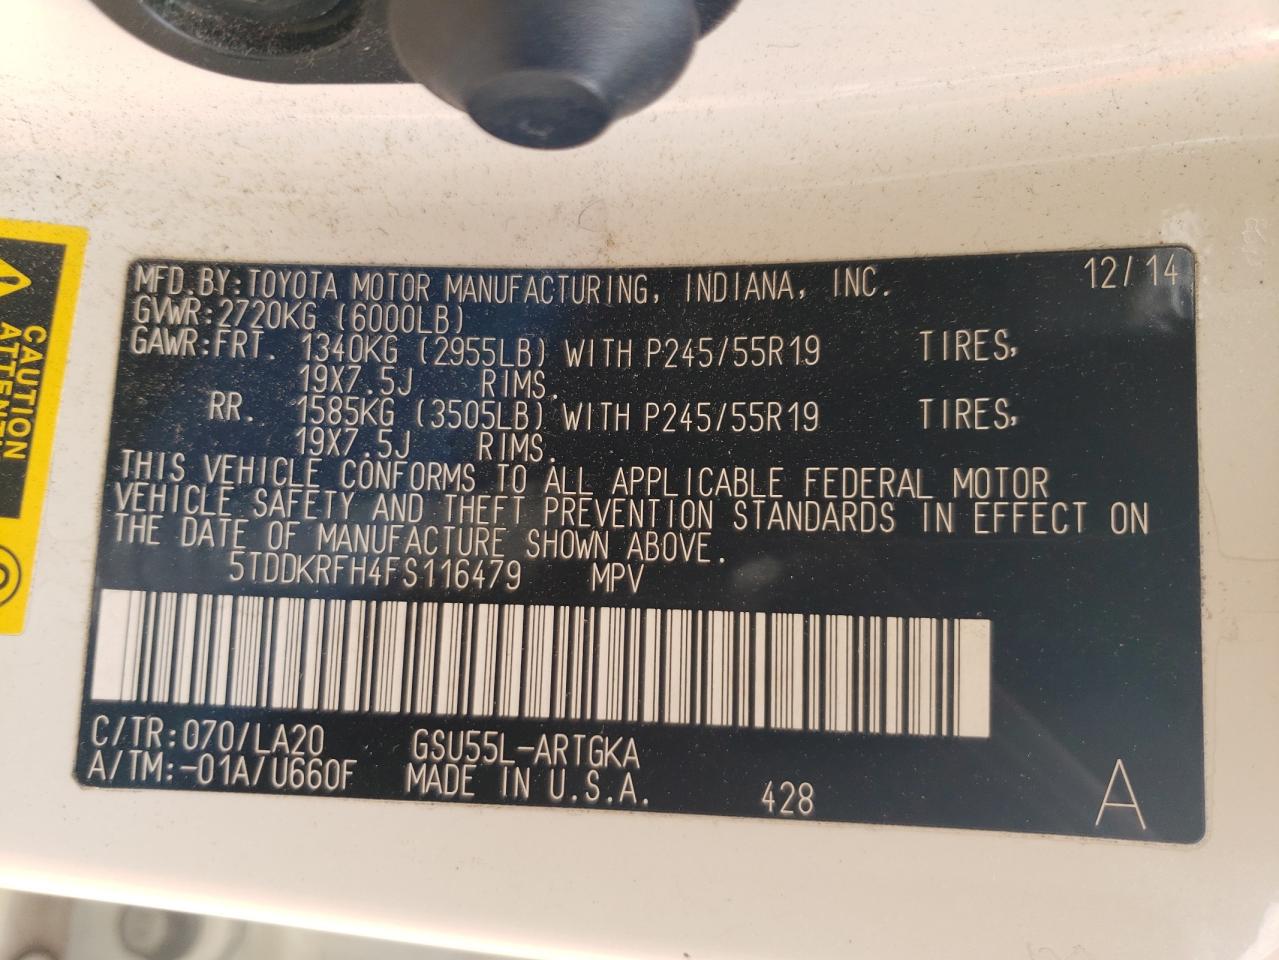 MFD.BY:TOYOTA MOTOR MANUFACTURING, INDIANA, INC. 12/14
GVWR:2720KG (6000LB)
GAWR:FRT. 1340KG (2955LB) WITH P245/55R19 TIRES,
19X7.5J RIMS.
RR. 1585KG (3505LB) WITH P245/55R19 TIRES,
19X7.5J RIMS.
THIS VEHICLE CONFORMS TO ALL APPLICABLE FEDERAL MOTOR
VEHICLE SAFETY AND THEFT PREVENTION STANDARDS IN EFFECT ON
THE DATE OF MANUFACTURE SHOWN ABOVE.
5TDDKRFH4FS116479 MPV
C/TR:070/LA20 GSU55L-ARTGKA
A/TM:-01A/U660F MADE IN U.S.A. 428 A
CAUTION